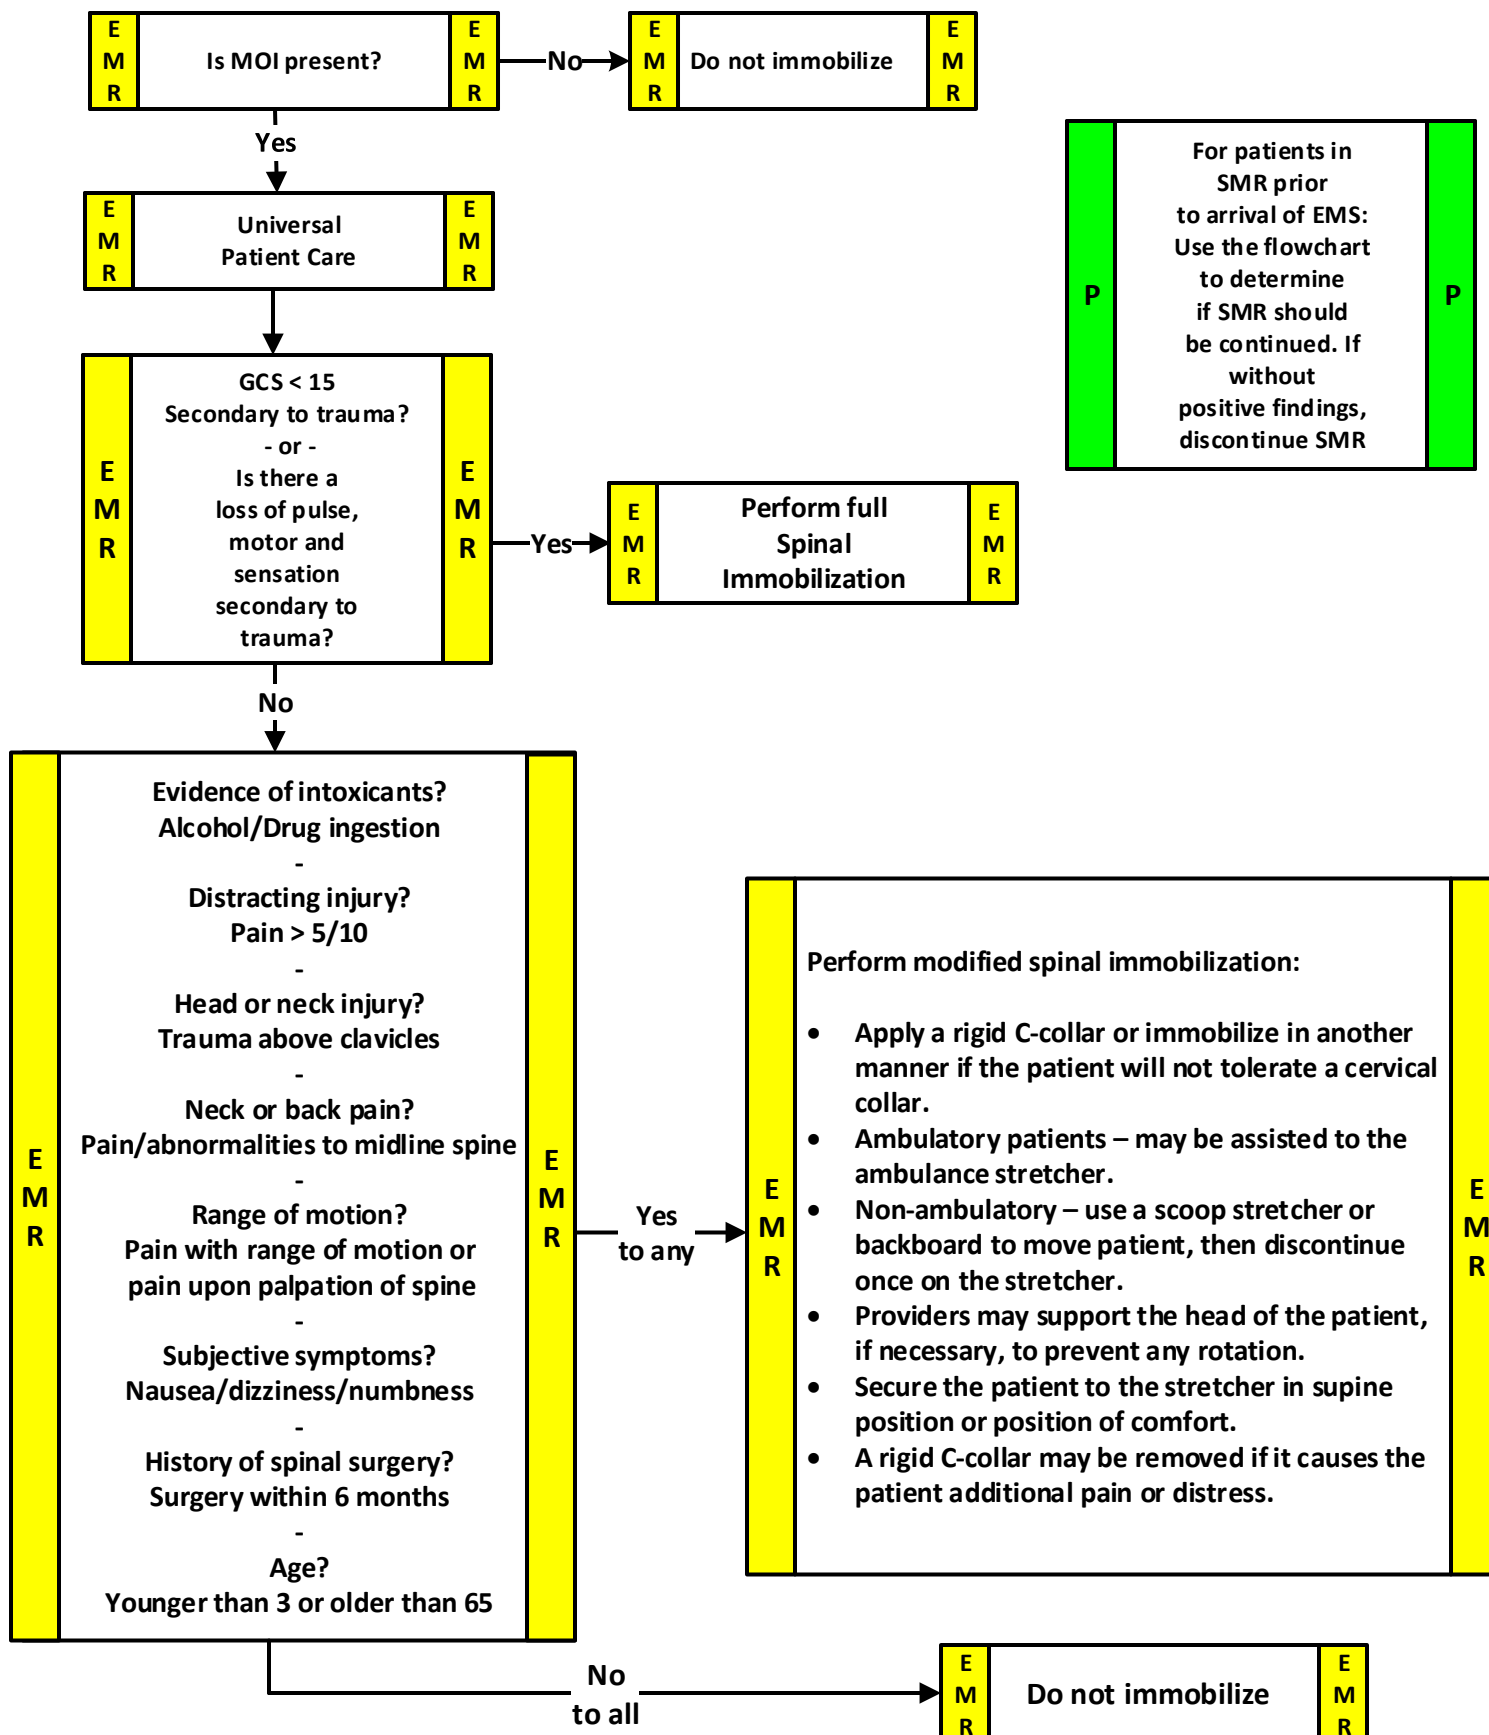 E
M
R
Is MOI present?
E
M
R
No
E
M
R
Do not immobilize
E
M
R
Yes
E
M
R
Universal
Patient Care
E
M
R
P
For patients in
SMR prior
to arrival of EMS:
Use the flowchart
to determine
if SMR should
be continued. If
without
positive findings,
discontinue SMR
P
E
M
R
GCS < 15
Secondary to trauma?
- or -
Is there a
loss of pulse,
motor and
sensation
secondary to
trauma?
E
M
R
Yes
E
M
R
Perform full
Spinal
Immobilization
E
M
R
No
E
M
R
Evidence of intoxicants?
Alcohol/Drug ingestion
-
Distracting injury?
Pain > 5/10
-
Head or neck injury?
Trauma above clavicles
-
Neck or back pain?
Pain/abnormalities to midline spine
-
Range of motion?
Pain with range of motion or
pain upon palpation of spine
-
Subjective symptoms?
Nausea/dizziness/numbness
-
History of spinal surgery?
Surgery within 6 months
-
Age?
Younger than 3 or older than 65
E
M
R
Yes
to any
E
M
R
Perform modified spinal immobilization:
• Apply a rigid C-collar or immobilize in another
manner if the patient will not tolerate a cervical
collar.
• Ambulatory patients – may be assisted to the
ambulance stretcher.
• Non-ambulatory – use a scoop stretcher or
backboard to move patient, then discontinue
once on the stretcher.
• Providers may support the head of the patient,
if necessary, to prevent any rotation.
• Secure the patient to the stretcher in supine
position or position of comfort.
• A rigid C-collar may be removed if it causes the
patient additional pain or distress.
E
M
R
No
to all
E
M
R
Do not immobilize
E
M
R